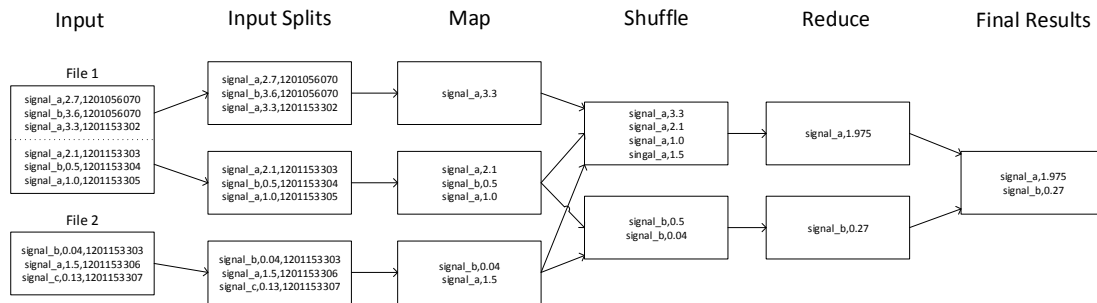 Input
Input Splits
Map
Shuffle
Reduce
Final Results
File 1
signal_a,2.7,1201056070
signal_b,3.6,1201056070
signal_a,3.3,1201153302
signal_a,2.1,1201153303
signal_b,0.5,1201153304
signal_a,1.0,1201153305
File 2
signal_b,0.04,1201153303
signal_a,1.5,1201153306
signal_c,0.13,1201153307
signal_a,2.7,1201056070
signal_b,3.6,1201056070
signal_a,3.3,1201153302
signal_a,2.1,1201153303
signal_b,0.5,1201153304
signal_a,1.0,1201153305
signal_b,0.04,1201153303
signal_a,1.5,1201153306
signal_c,0.13,1201153307
signal_a,3.3
signal_a,2.1
signal_b,0.5
signal_a,1.0
signal_b,0.04
signal_a,1.5
signal_a,3.3
signal_a,2.1
signal_a,1.0
singal_a,1.5
signal_b,0.5
signal_b,0.04
signal_a,1.975
signal_b,0.27
signal_a,1.975
signal_b,0.27